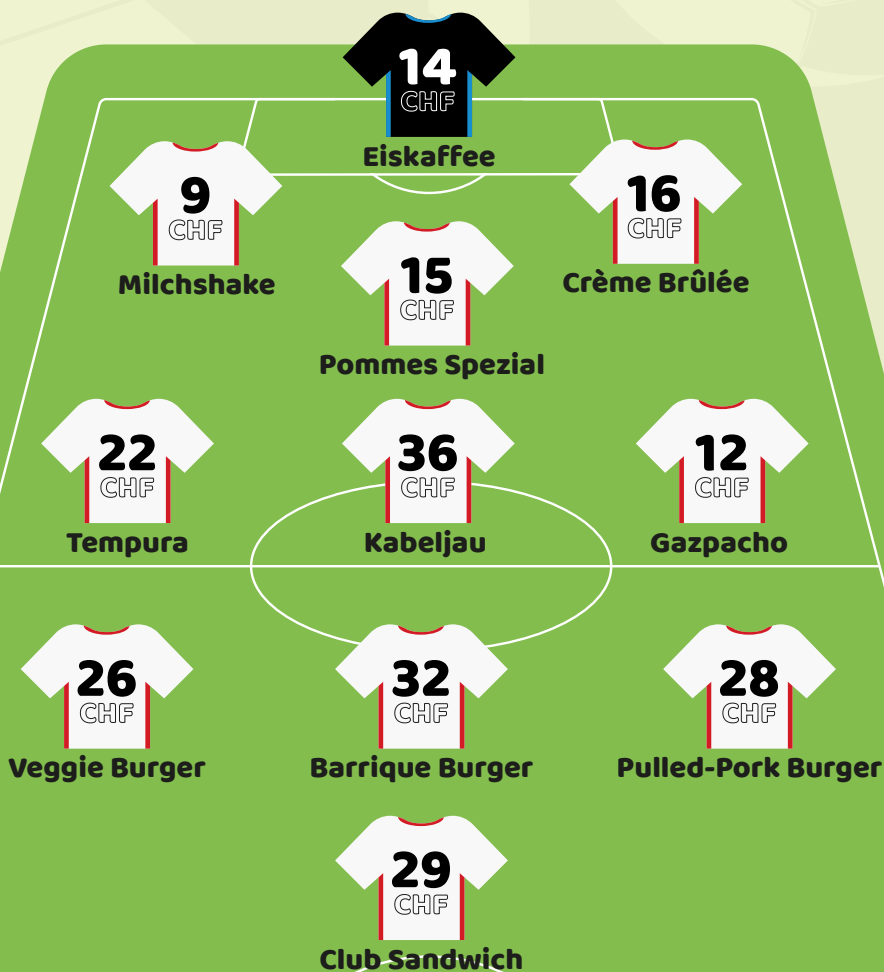 14
CHF
Eiskaffee
9
CHF
Milchshake
16
CHF
Crème Brûlée
15
CHF
Pommes Spezial
22
CHF
Tempura
36
CHF
Kabeljau
12
CHF
Gazpacho
26
CHF
Veggie Burger
32
CHF
Barrique Burger
28
CHF
Pulled-Pork Burger
29
CHF
Club Sandwich